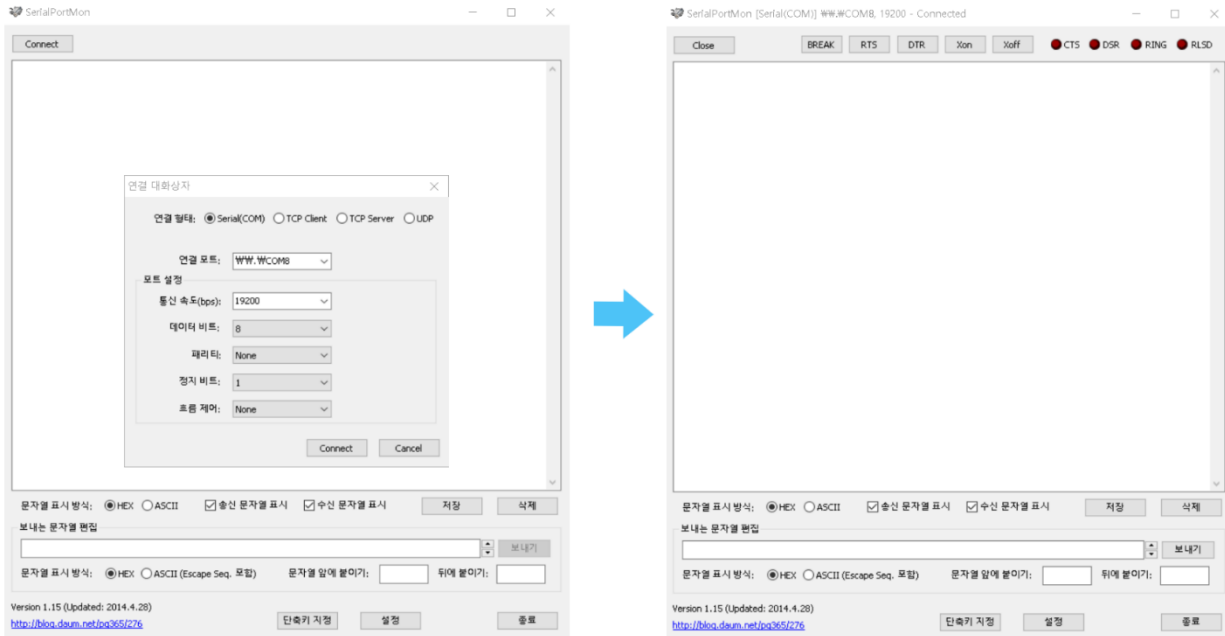 SerialPortMon
Connect
연결 대화상자
연결 형태: Serial(COM) TCP Client TCP Server UDP
연결 포트: ₩₩.₩COM8
포트 설정
통신 속도(bps): 19200
데이터 비트: 8
패리티: None
정지 비트: 1
흐름 제어: None
Connect Cancel
문자열 표시 방식: HEX ASCII 송신 문자열 표시 수신 문자열 표시 저장 삭제
보내는 문자열 편집
보내기
문자열 표시 방식: HEX ASCII (Escape Seq. 포함) 문자열 앞에 붙이기: 뒤에 붙이기:
Version 1.15 (Updated: 2014.4.28)
http://blog.daum.net/pg365/276
단축키 지정 설정 종료
SerialPortMon [Serial(COM)] ₩₩.₩COM8, 19200 - Connected
Close BREAK RTS DTR Xon Xoff CTS DSR RING RLSD
문자열 표시 방식: HEX ASCII 송신 문자열 표시 수신 문자열 표시 저장 삭제
보내는 문자열 편집
보내기
문자열 표시 방식: HEX ASCII (Escape Seq. 포함) 문자열 앞에 붙이기: 뒤에 붙이기:
Version 1.15 (Updated: 2014.4.28)
http://blog.daum.net/pg365/276
단축키 지정 설정 종료